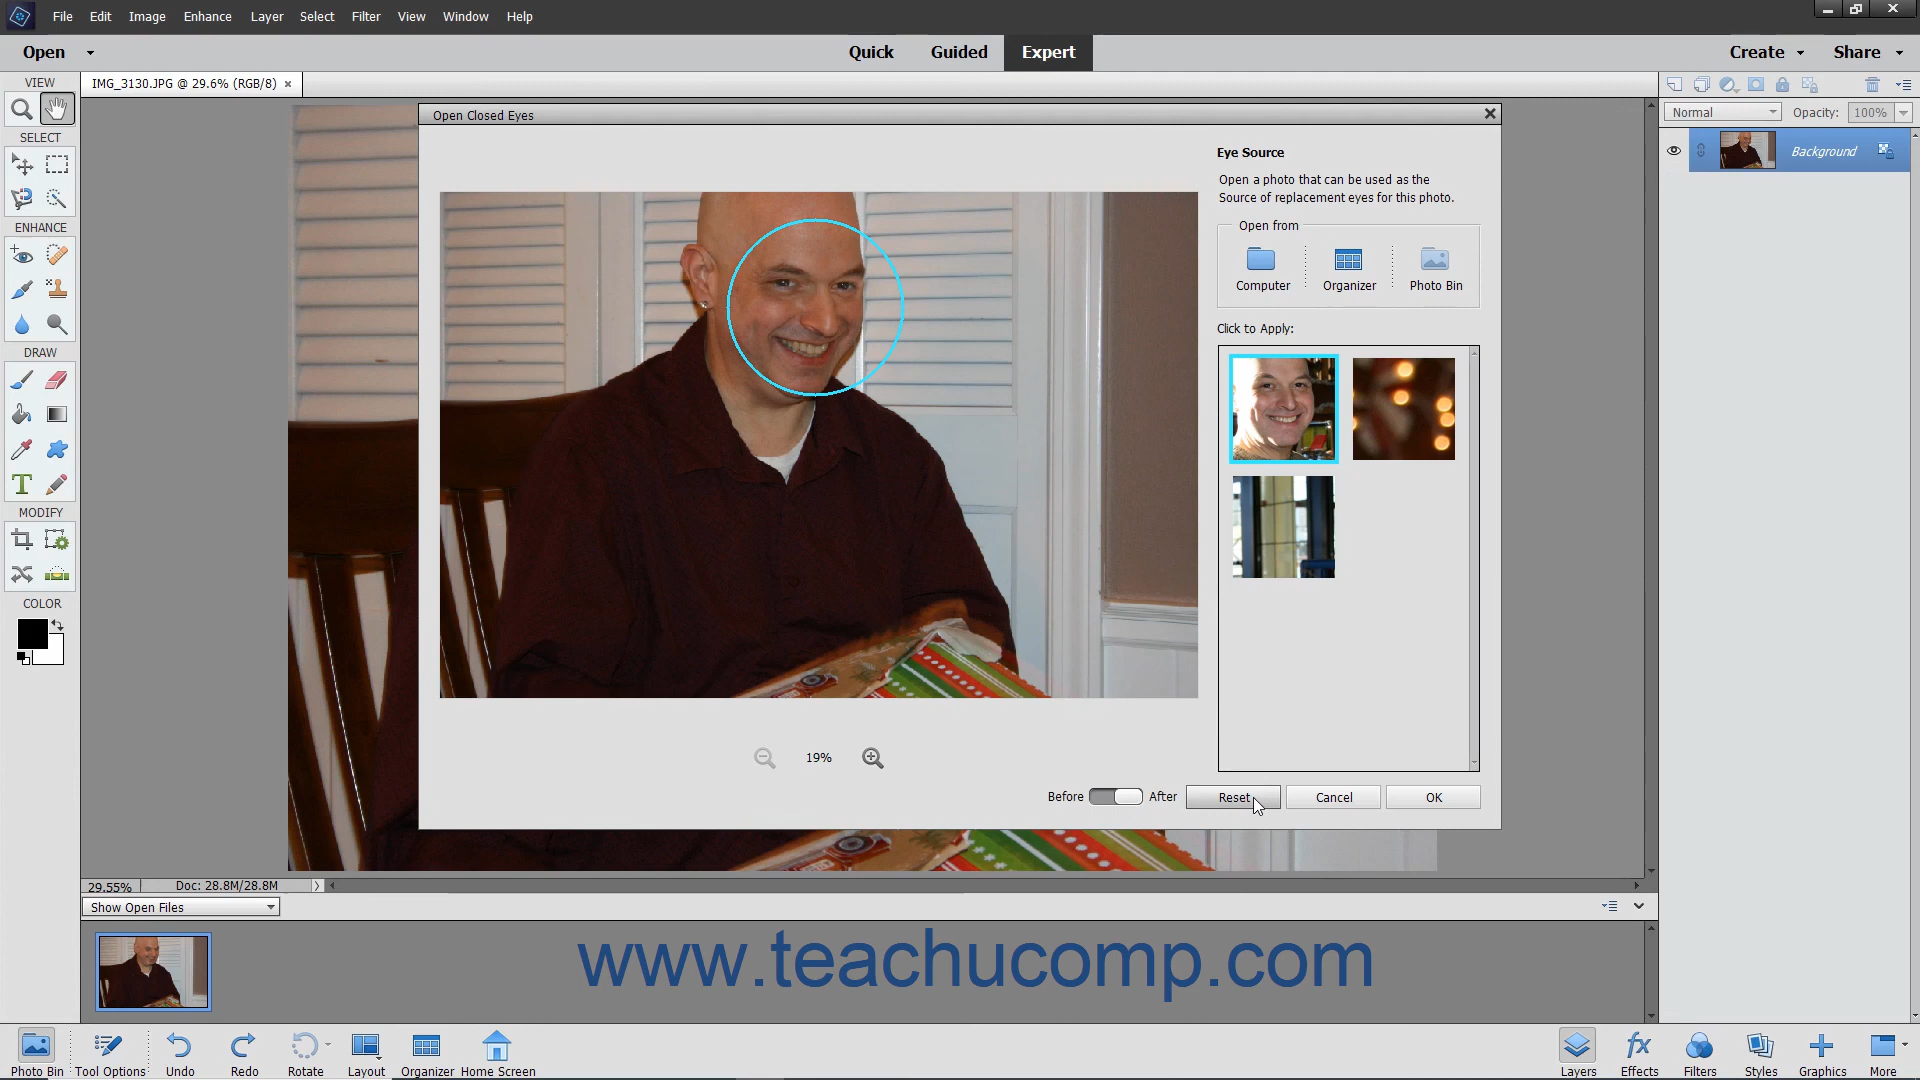 File Edit Image Enhance Layer Select Filter View Window Help
Open Quick Guided Expert Create Share
VIEW
IMG_3130.JPG @ 29.6% (RGB/8) ×
SELECT
ENHANCE
DRAW
MODIFY
COLOR
Open Closed Eyes
Eye Source
Open a photo that can be used as the
Source of replacement eyes for this photo.
Open from
Computer Organizer Photo Bin
Click to Apply:
19%
Before After Reset Cancel OK
Normal Opacity: 100%
Background
29.55% Doc: 28.8M/28.8M
Show Open Files
www.teachucomp.com
Photo Bin Tool Options Undo Redo Rotate Layout Organizer Home Screen Layers Effects Filters Styles Graphics More